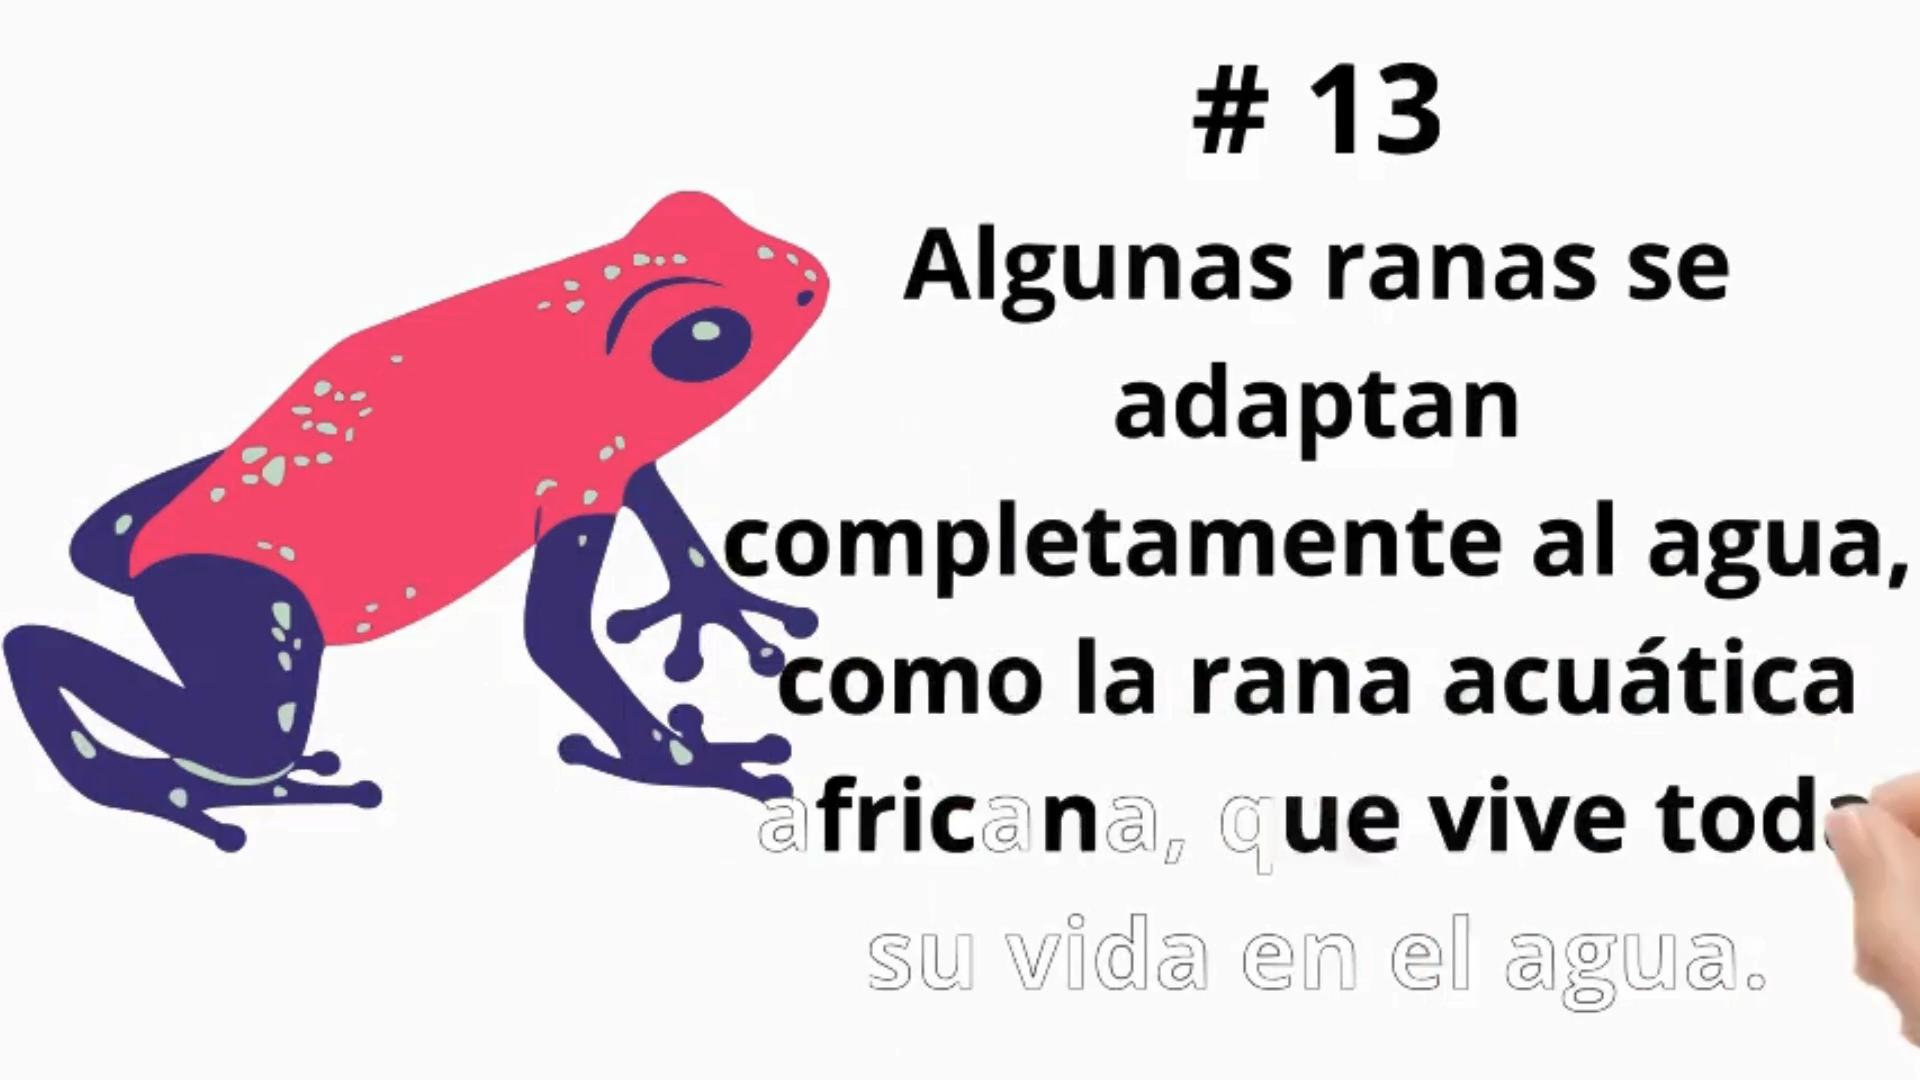 # 13
Algunas ranas se
adaptan
completamente al agua,
como la rana acuática
africana, que vive toda
su vida en el agua.